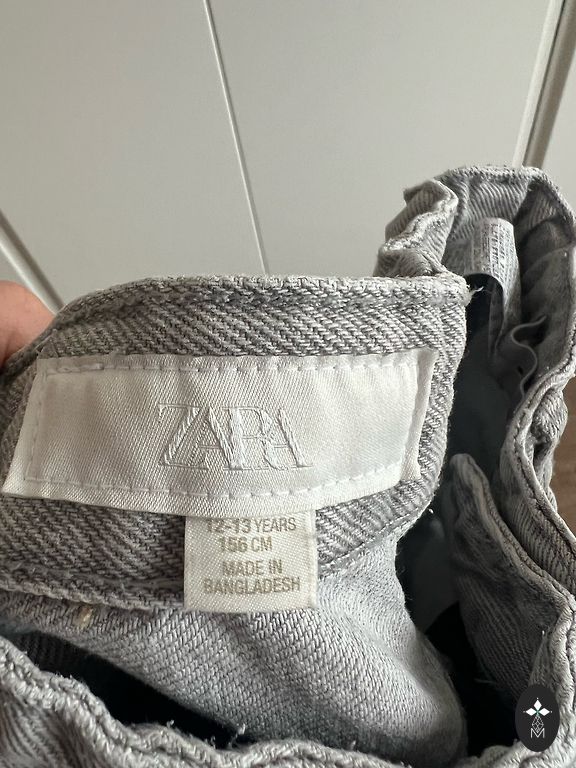 ZARA
12-13 YEARS
156 CM
MADE IN
BANGLADESH
M